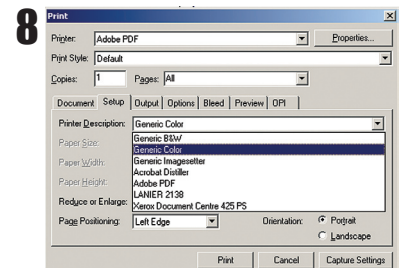 8
Print
Printer: Adobe PDF Properties...
Print Style: Default
Copies: 1 Pages: All
Document Setup Output Options Bleed Preview OPI
Printer Description: Generic Color
Paper Size: Generic B&W
Generic Color
Paper Width: Generic Imagesetter
Acrobat Distiller
Paper Height: Adobe PDF
LANIER 2138
Reduce or Enlarge: Xerox Document Centre 425 PS
Page Positioning: Left Edge Orientation: Portrait
Landscape
Print Cancel Capture Settings